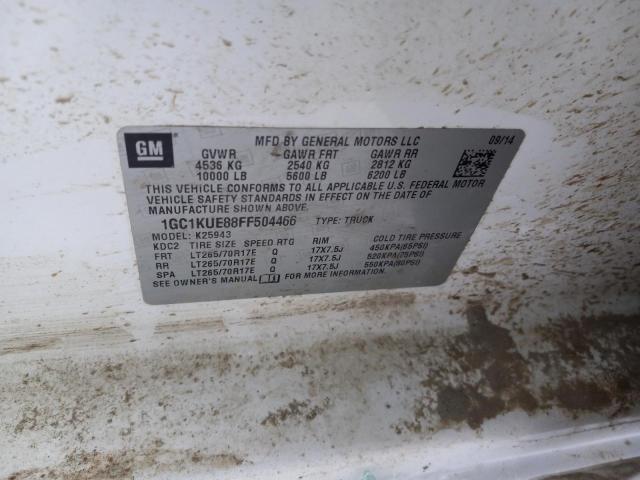 GM
MFD BY GENERAL MOTORS LLC 09/14
GVWR GAWR FRT GAWR RR
4536 KG 2540 KG 2812 KG
10000 LB 5600 LB 6200 LB
THIS VEHICLE CONFORMS TO ALL APPLICABLE U.S. FEDERAL MOTOR
VEHICLE SAFETY STANDARDS IN EFFECT ON THE DATE OF
MANUFACTURE SHOWN ABOVE.
1GC1KUE88FF504466 TYPE: TRUCK
MODEL: K25943
KDC2 TIRE SIZE SPEED RTG RIM COLD TIRE PRESSURE
FRT LT265/70R17E Q 17X7.5J 450KPA(65PSI)
RR LT265/70R17E Q 17X7.5J 520KPA(75PSI)
SPA LT265/70R17E Q 17X7.5J 550KPA(80PSI)
SEE OWNER'S MANUAL